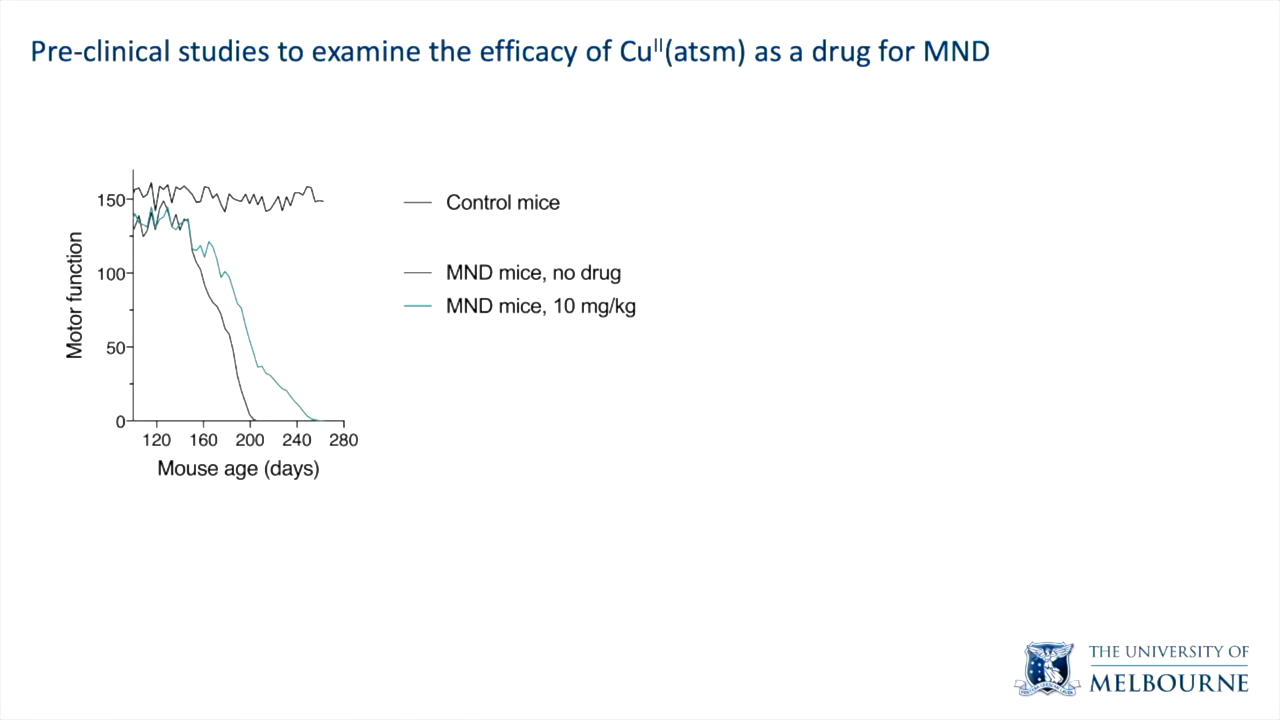 Pre-clinical studies to examine the efficacy of Cuᴵᴵ(atsm) as a drug for MND
150
100
50
0
Motor function
120 160 200 240 280
Mouse age (days)
Control mice
MND mice, no drug
MND mice, 10 mg/kg
THE UNIVERSITY OF
MELBOURNE